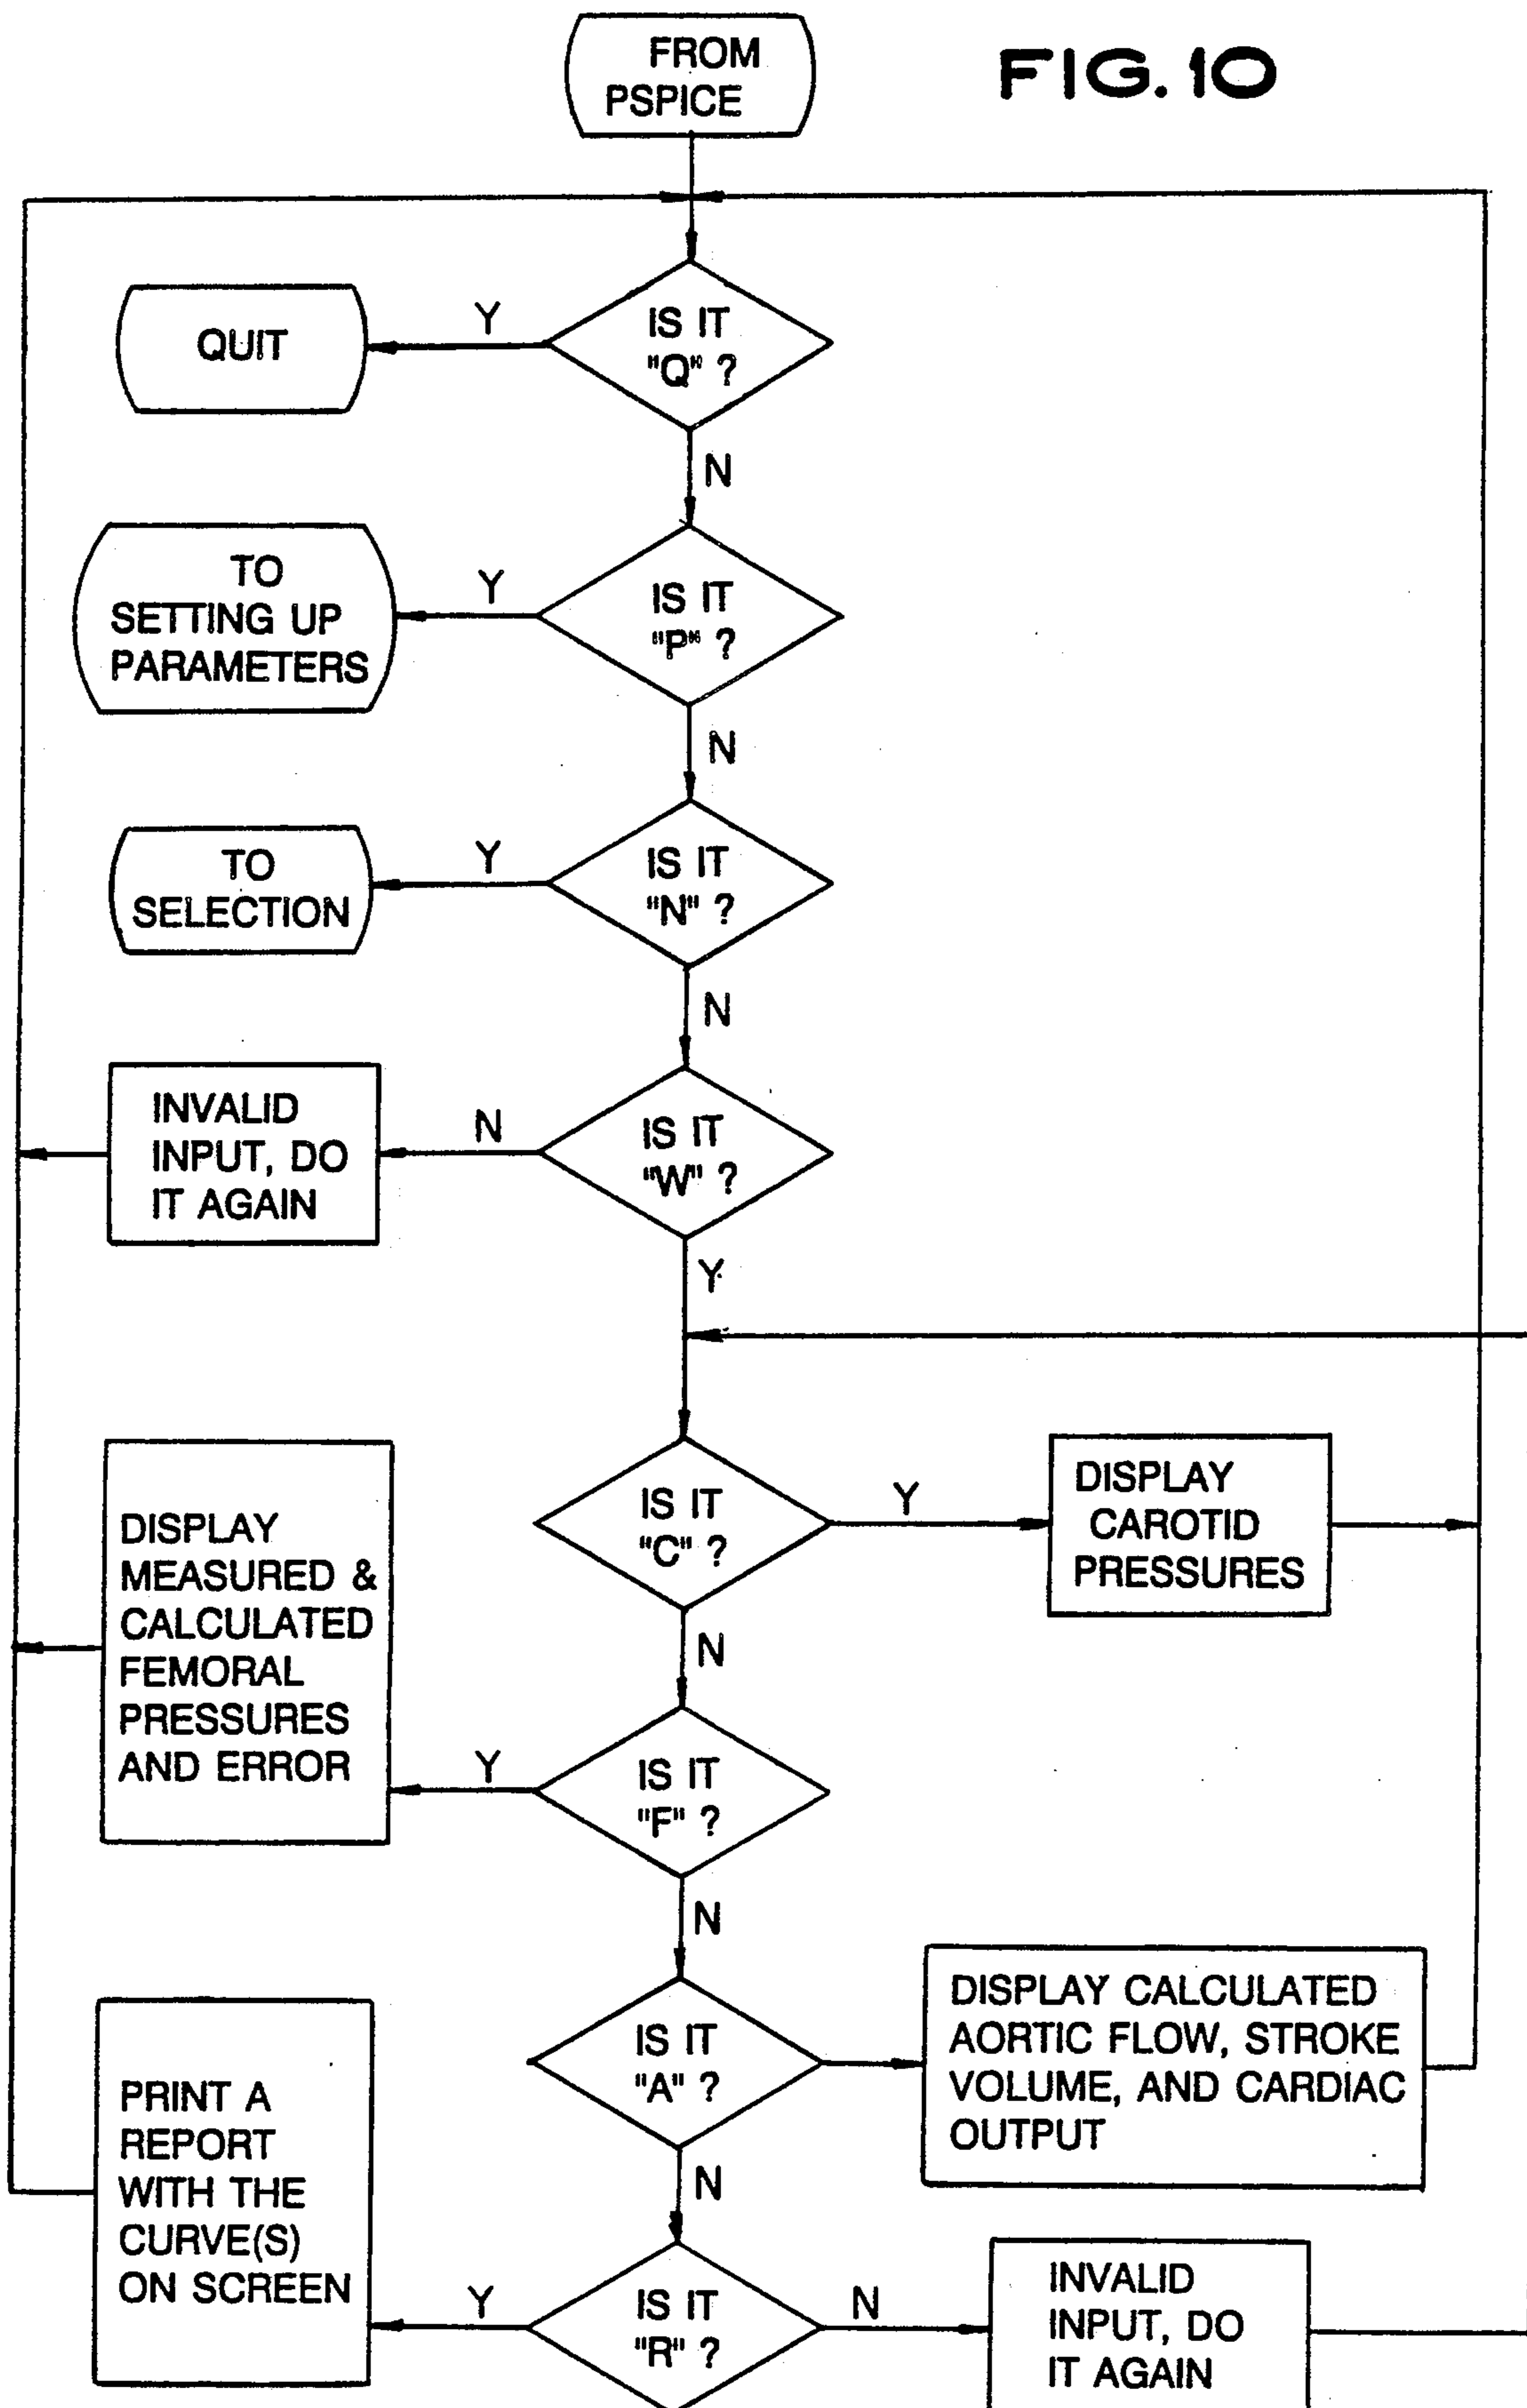 FROM
PSPICE
FIG. 10
IS IT
"Q" ?
Y
QUIT
N
IS IT
"P" ?
Y
TO
SETTING UP
PARAMETERS
N
IS IT
"N" ?
Y
TO
SELECTION
N
IS IT
"W" ?
N
INVALID
INPUT, DO
IT AGAIN
Y
IS IT
"C" ?
Y
DISPLAY
CAROTID
PRESSURES
N
IS IT
"F" ?
Y
DISPLAY
MEASURED &
CALCULATED
FEMORAL
PRESSURES
AND ERROR
N
IS IT
"A" ?
DISPLAY CALCULATED
AORTIC FLOW, STROKE
VOLUME, AND CARDIAC
OUTPUT
N
IS IT
"R" ?
Y
PRINT A
REPORT
WITH THE
CURVE(S)
ON SCREEN
N
INVALID
INPUT, DO
IT AGAIN